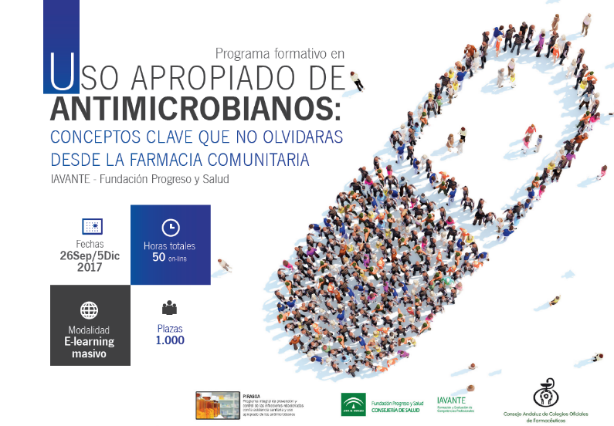 Programa formativo en
USO APROPIADO DE
ANTIMICROBIANOS:
CONCEPTOS CLAVE QUE NO OLVIDARAS
DESDE LA FARMACIA COMUNITARIA
IAVANTE - Fundación Progreso y Salud
Fechas
26Sep/5Dic
2017
Horas totales
50 on-line
Modalidad
E-learning
masivo
Plazas
1.000
PIRASOA
Fundación Progreso y Salud
CONSEJERÍA DE SALUD
IAVANTE
Consejo Andaluz de Colegios Oficiales
de Farmacéuticos